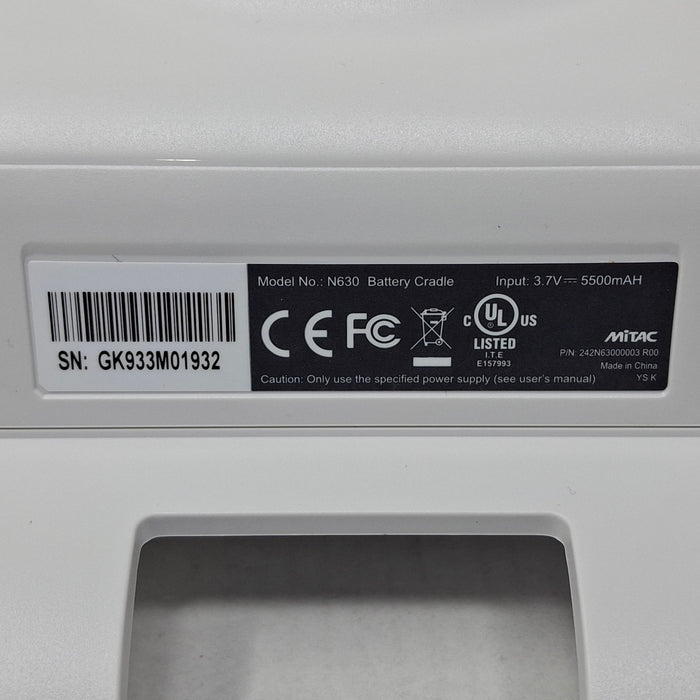 SN: GK933M01932
Model No.: N630 Battery Cradle Input: 3.7V⎓ 5500mAH
CE FC
C UL US
LISTED
I.T.E
E157993
MiTAC
P/N: 242N63000003 R00
Made in China
YS K
Caution: Only use the specified power supply (see user's manual)